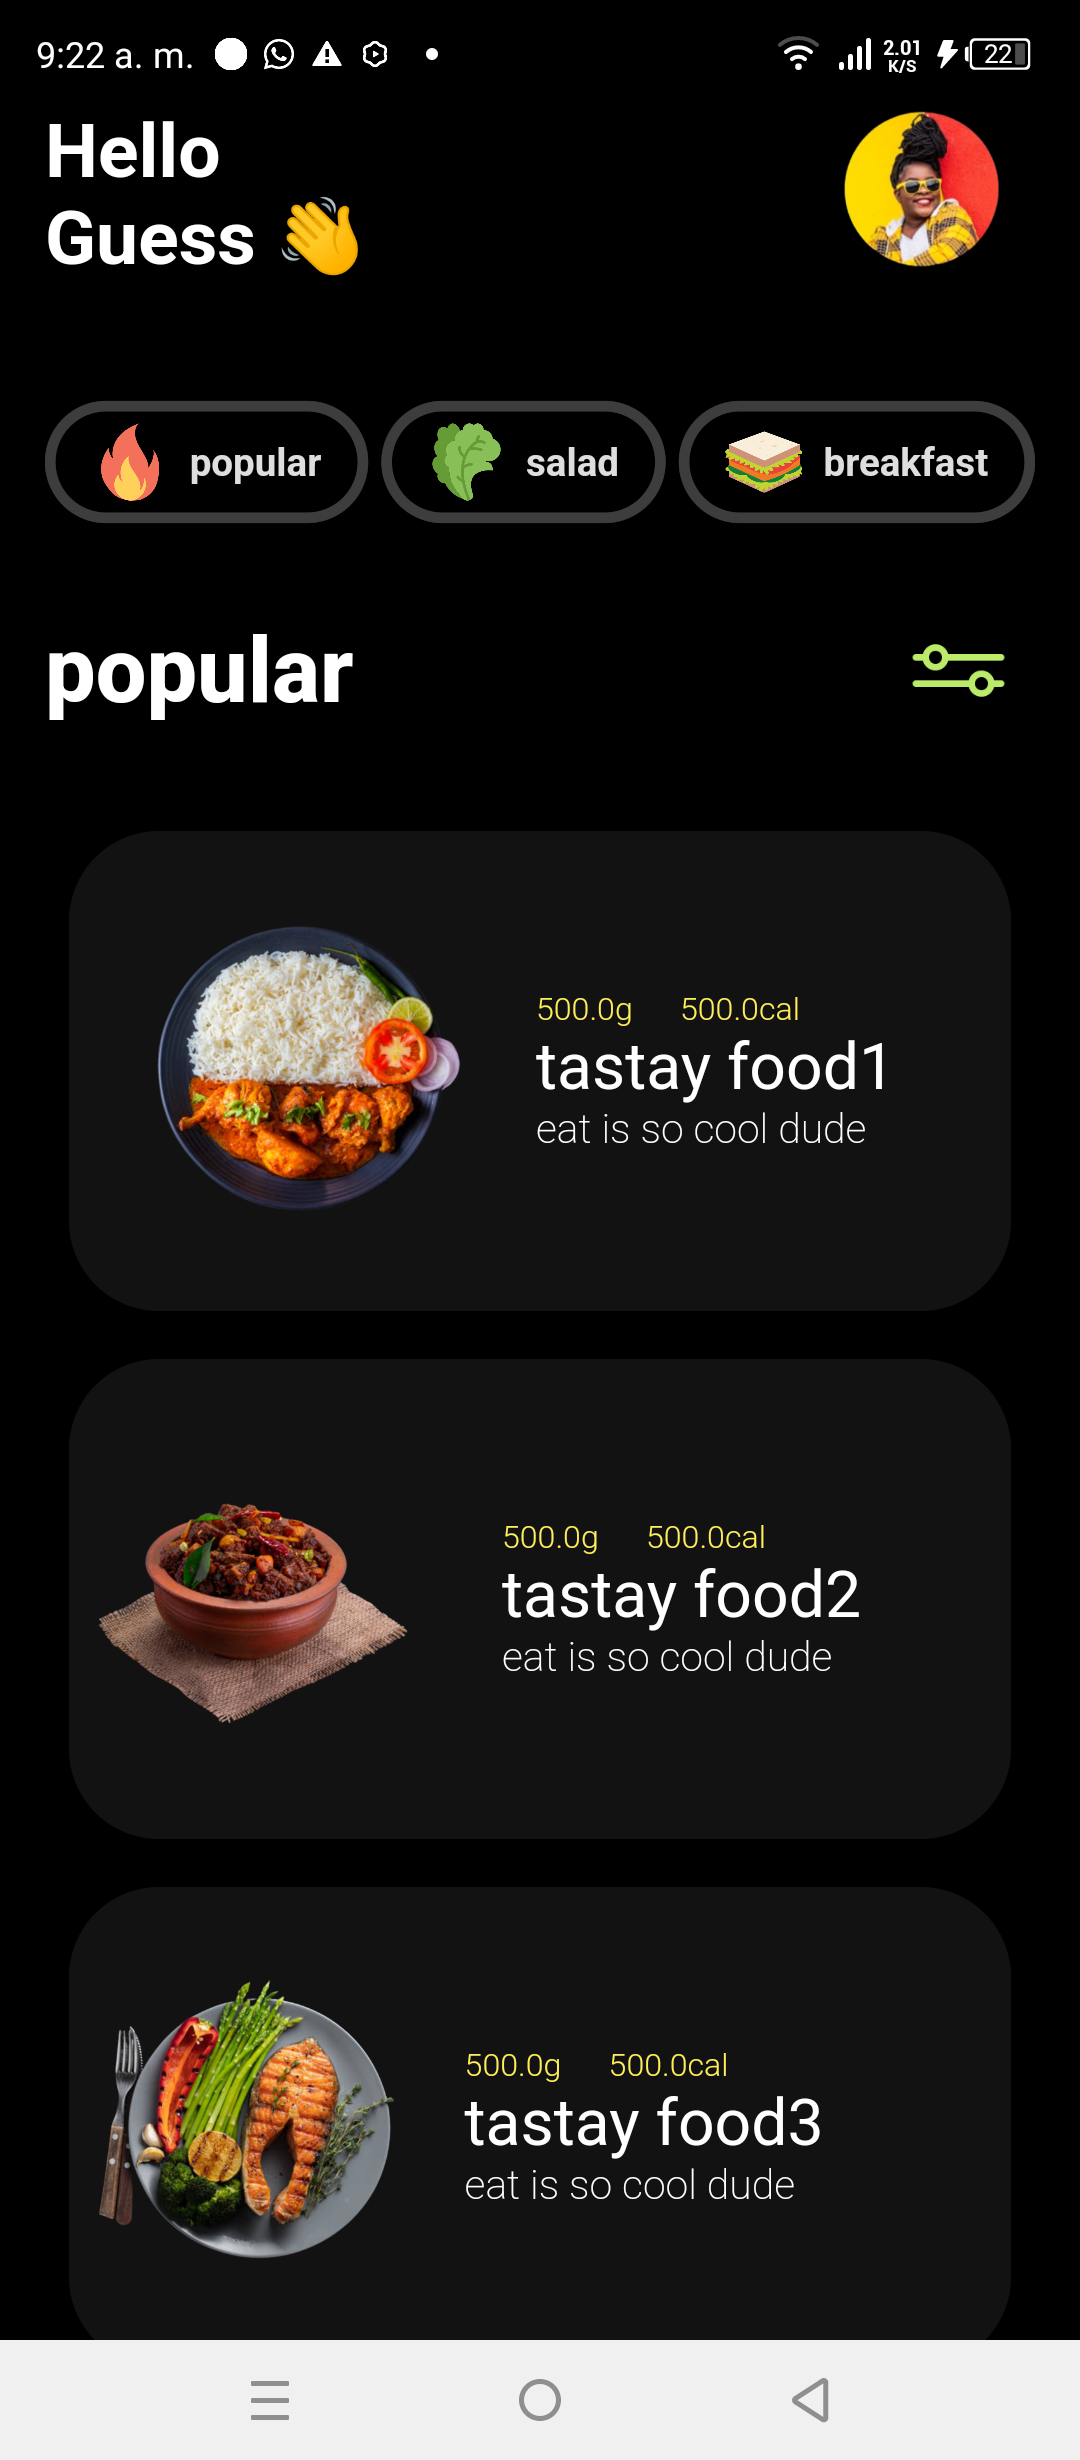 9:22 a. m.
2.01
K/S
22
Hello
Guess 👋
popular
salad
breakfast
popular
500.0g 500.0cal
tastay food1
eat is so cool dude
500.0g 500.0cal
tastay food2
eat is so cool dude
500.0g 500.0cal
tastay food3
eat is so cool dude